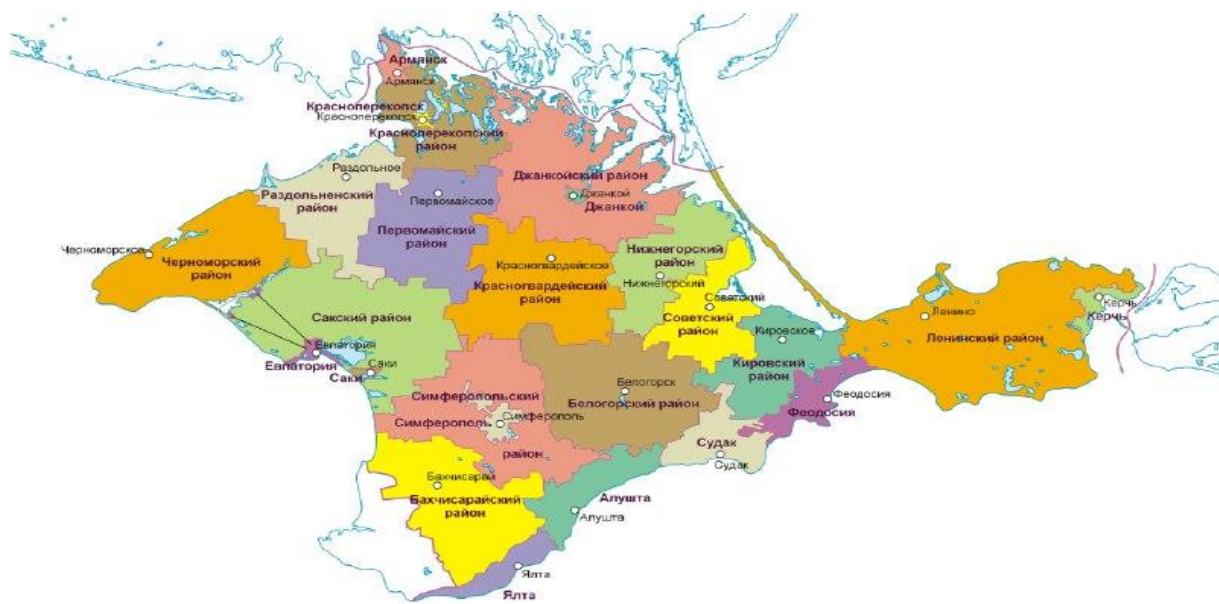 Армянск
Армянск
Красноперекопск
Красноперекопск
Красноперекопский
район
Раздольное
Раздольненский
район
Первомайское
Первомайский
район
Джанкойский район
Джанкой
Джанкой
Черноморское
Черноморский
район
Красногвардейское
Красногвардейский
район
Нижнегорский
район
Нижнегорский
Советский
Советский
район
Сакский район
Евпатория
Евпатория
Саки
Саки
Кировское
Кировский
район
Ленино
Ленинский район
Керчь
Керчь
Белогорск
Белогорский район
Феодосия
Феодосия
Симферопольский
Симферополь
Симферополь
район
Судак
Судак
Бахчисарай
Бахчисарайский
район
Алушта
Алушта
Ялта
Ялта